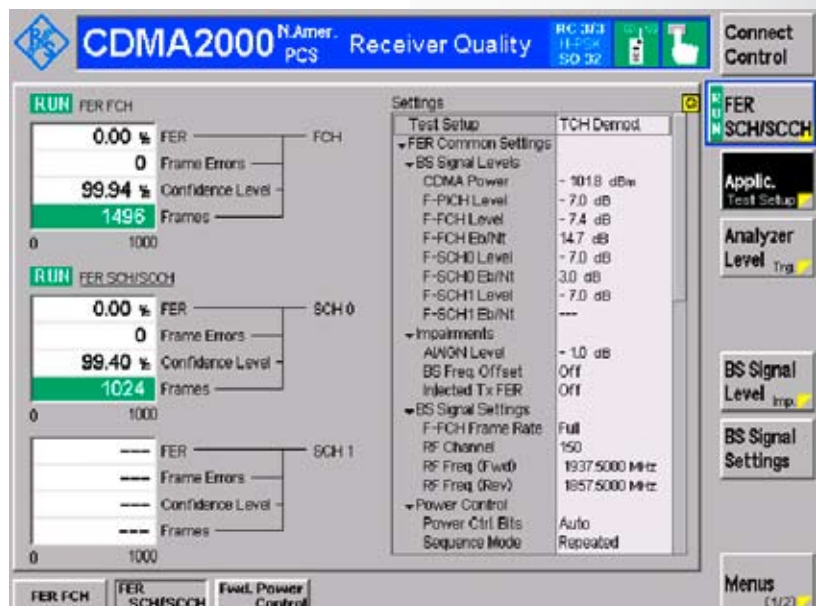 CDMA2000 N.Amer. PCS Receiver Quality
RC 3/3
H-PSK
SO 32
Connect Control
RUN FER FCH
0.00 % FER FCH
0 Frame Errors
99.94 % Confidence Level
1496 Frames
0 1000
RUN FER SCH/SCCH
0.00 % FER SCH 0
0 Frame Errors
99.40 % Confidence Level
1024 Frames
0 1000
--- FER SCH 1
--- Frame Errors
--- Confidence Level
--- Frames
0 1000
Settings
Test Setup TCH Demod.
FER Common Settings
BS Signal Levels
CDMA Power - 101.8 dBm
F-PICH Level - 7.0 dB
F-FCH Level - 7.4 dB
F-FCH Eb/Nt 14.7 dB
F-SCH0 Level - 7.0 dB
F-SCH0 Eb/Nt 3.0 dB
F-SCH1 Level - 7.0 dB
F-SCH1 Eb/Nt ---
Impairments
AWGN Level - 1.0 dB
BS Freq. Offset Off
Injected Tx FER Off
BS Signal Settings
F-FCH Frame Rate Full
RF Channel 150
RF Freq. (Fwd) 1937.5000 MHz
RF Freq. (Rev) 1857.5000 MHz
Power Control
Power Ctrl. Bits Auto
Sequence Mode Repeated
RUN
FER
SCH/SCCH
Applic.
Test Setup
Analyzer
Level Trg.
BS Signal
Level Imp.
BS Signal
Settings
Menus
(1/2)
FER FCH
FER SCH/SCCH
Fwd. Power Control